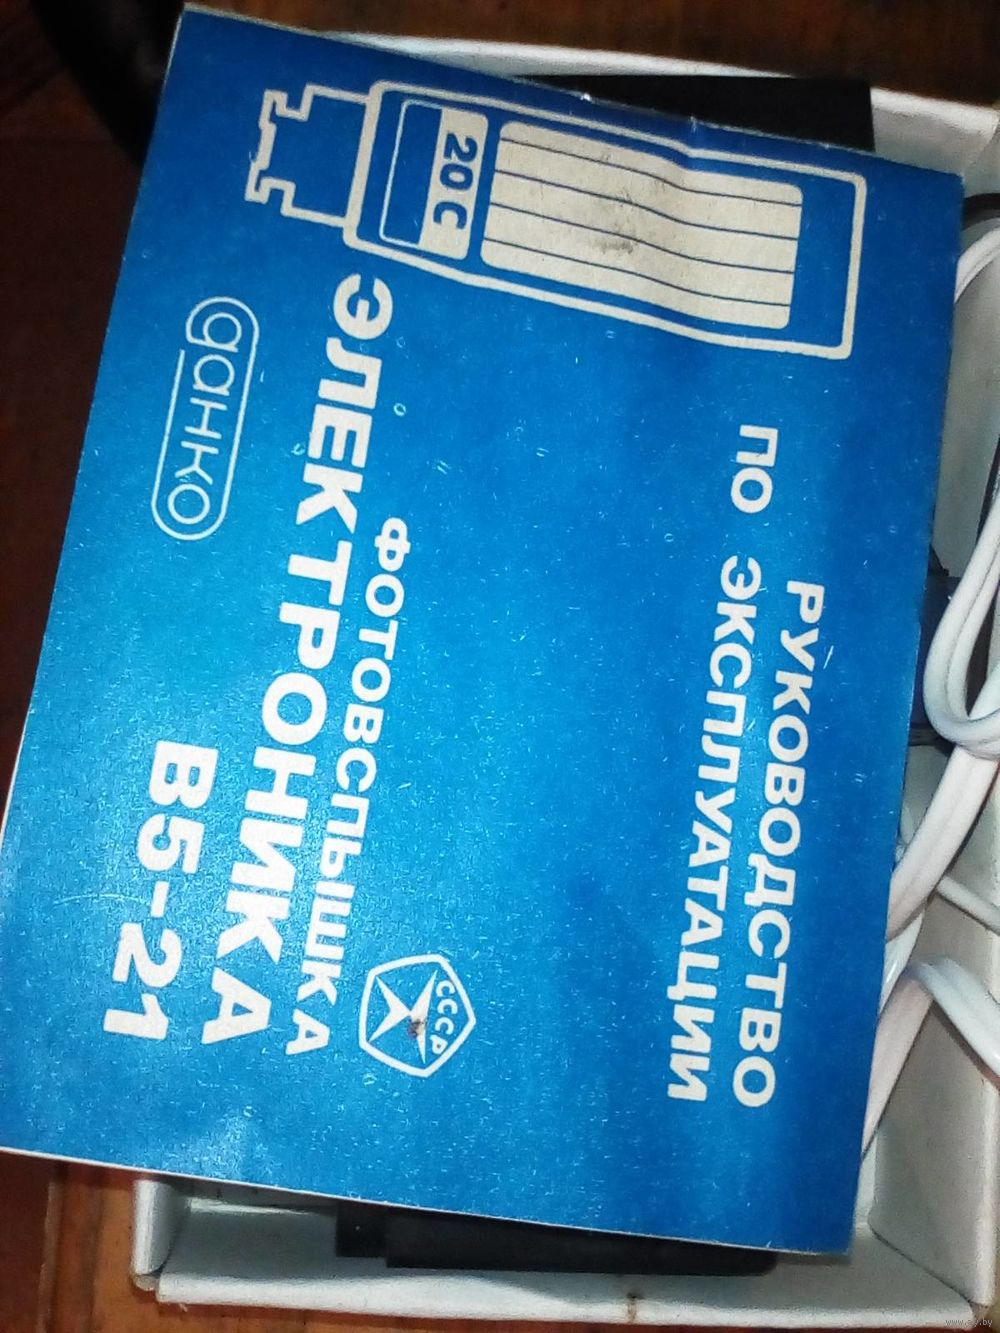 20С
данко
ФОТОВСПЫШКА
ЭЛЕКТРОНИКА
В5-21
СССР
РУКОВОДСТВО
ПО ЭКСПЛУАТАЦИИ